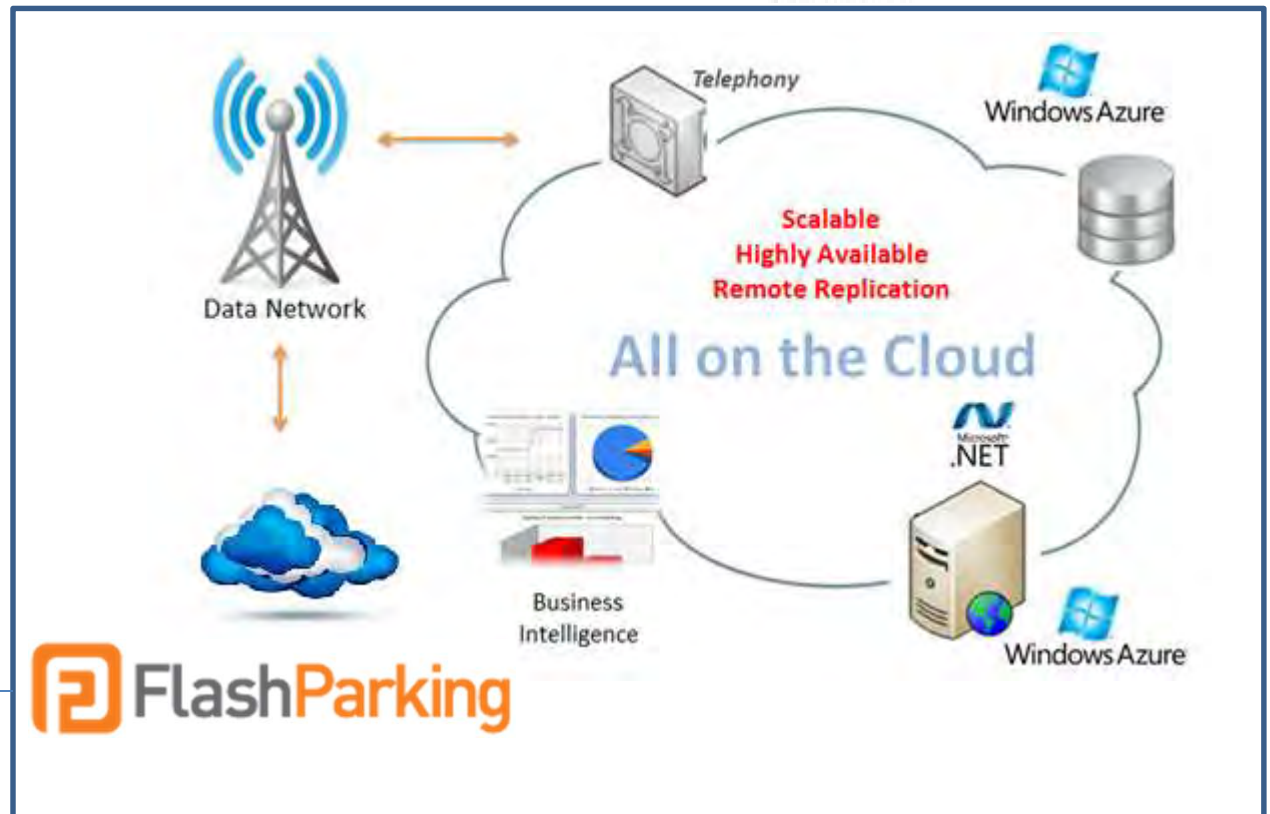 Telephony
Windows Azure
Scalable
Highly Available
Remote Replication
Data Network
All on the Cloud
Microsoft
.NET
Business
Intelligence
Windows Azure
FlashParking